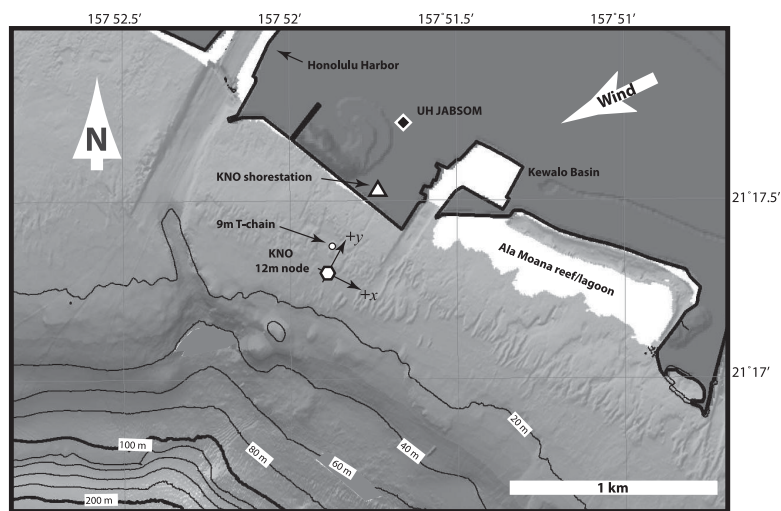 157 52.5'
157 52'
157°51.5'
157°51'
Honolulu Harbor
Wind
UH JABSOM
N
KNO shorestation
Kewalo Basin
21°17.5'
9m T-chain
+y
KNO
12m node
Ala Moana reef/lagoon
+x
21°17'
20 m
100 m
80 m
60 m
40 m
1 km
200 m